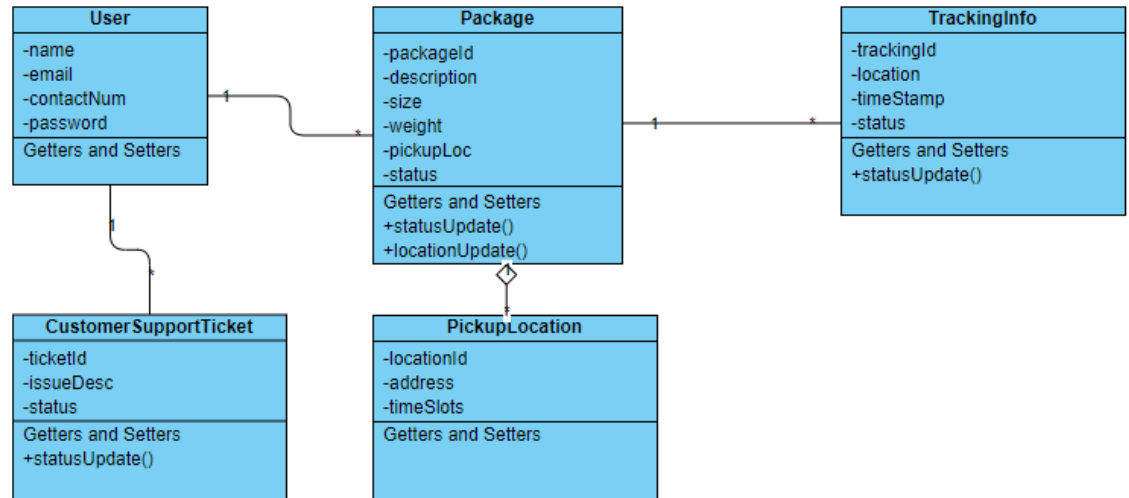 User
-name
-email
-contactNum
-password
Getters and Setters
1
*
Package
-packageId
-description
-size
-weight
-pickupLoc
-status
Getters and Setters
+statusUpdate()
+locationUpdate()
1
*
TrackingInfo
-trackingId
-location
-timeStamp
-status
Getters and Setters
+statusUpdate()
1
*
1
*
CustomerSupportTicket
-ticketId
-issueDesc
-status
Getters and Setters
+statusUpdate()
PickupLocation
-locationId
-address
-timeSlots
Getters and Setters